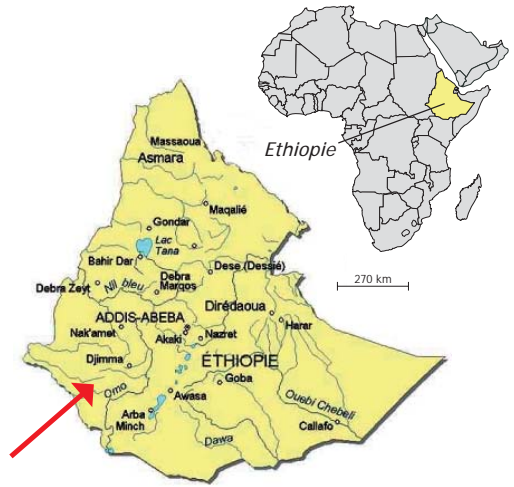 Massaoua
Asmara
Ethiopie
Maqalié
Gondar
Lac
Tana
Bahir Dar
Dese (Dessié)
270 km
Debra Zeyt
Nil bleu
Debra
Marqos
Dirédaoua
ADDIS-ABEBA
Harar
Nak'amet
Akaki
Nazret
Djimma
ÉTHIOPIE
Goba
Omo
Awasa
Ouebi Chebeli
Arba
Minch
Callafo
Dawa